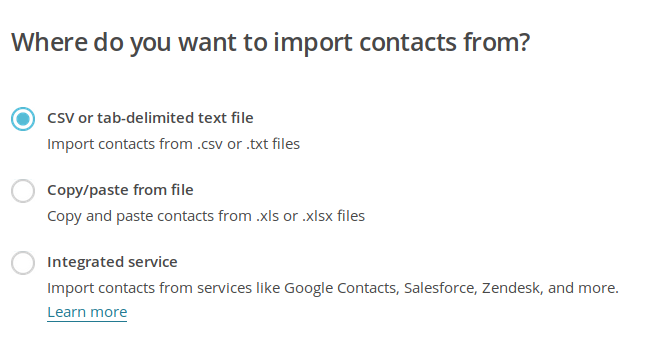 Where do you want to import contacts from?
CSV or tab-delimited text file
Import contacts from .csv or .txt files
Copy/paste from file
Copy and paste contacts from .xls or .xlsx files
Integrated service
Import contacts from services like Google Contacts, Salesforce, Zendesk, and more.
Learn more